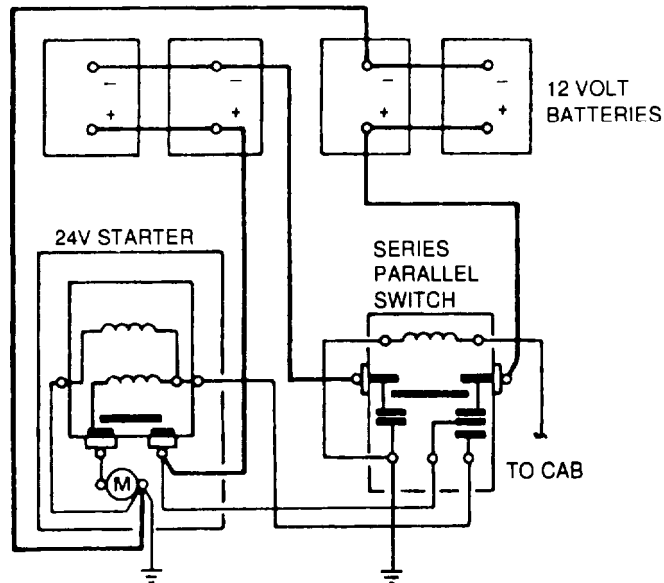 − − − −
+ + + +
12 VOLT
BATTERIES
24V STARTER
SERIES
PARALLEL
SWITCH
M
TO CAB